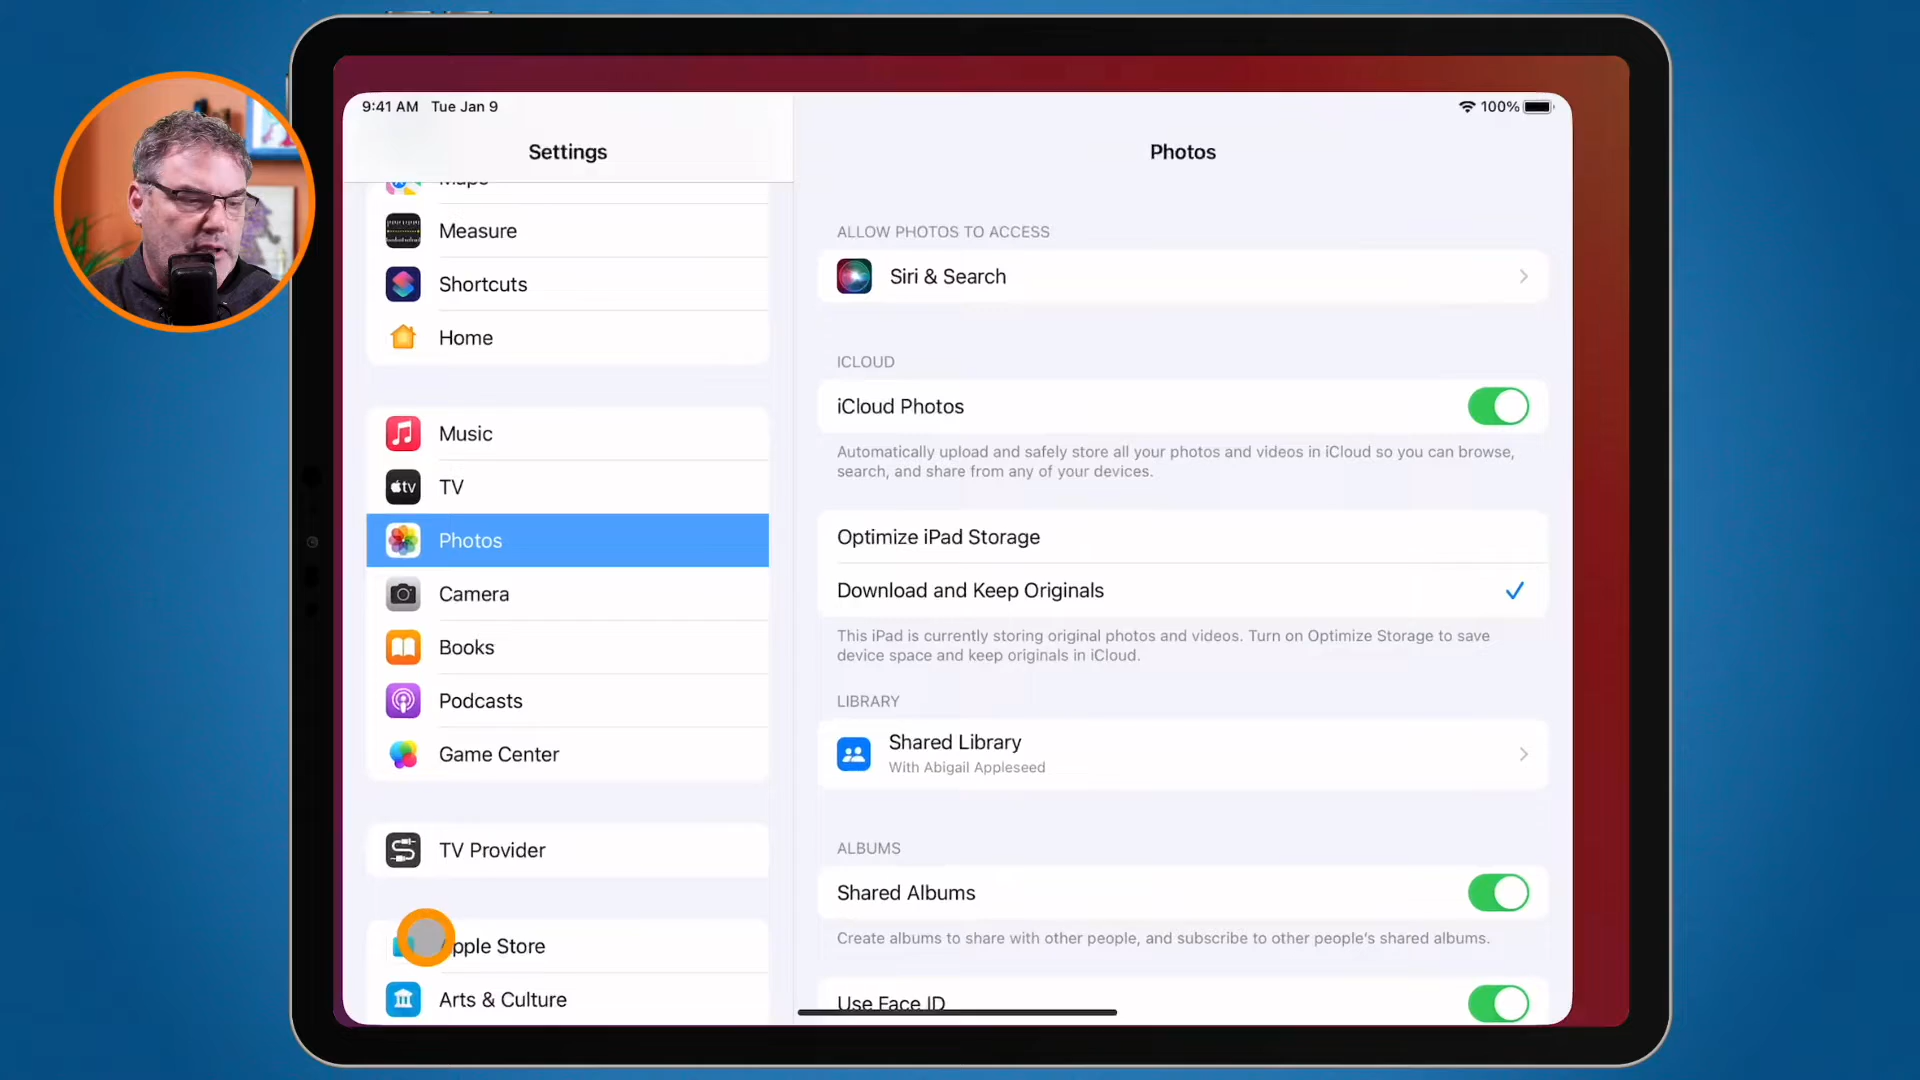 9:41 AM Tue Jan 9
100%
Settings
Maps
Measure
Shortcuts
Home
Music
tv
TV
Photos
Camera
Books
Podcasts
Game Center
TV Provider
pple Store
Arts & Culture
Photos
ALLOW PHOTOS TO ACCESS
Siri & Search
ICLOUD
iCloud Photos
Automatically upload and safely store all your photos and videos in iCloud so you can browse,
search, and share from any of your devices.
Optimize iPad Storage
Download and Keep Originals
This iPad is currently storing original photos and videos. Turn on Optimize Storage to save
device space and keep originals in iCloud.
LIBRARY
Shared Library
With Abigail Appleseed
ALBUMS
Shared Albums
Create albums to share with other people, and subscribe to other people's shared albums.
Use Face ID